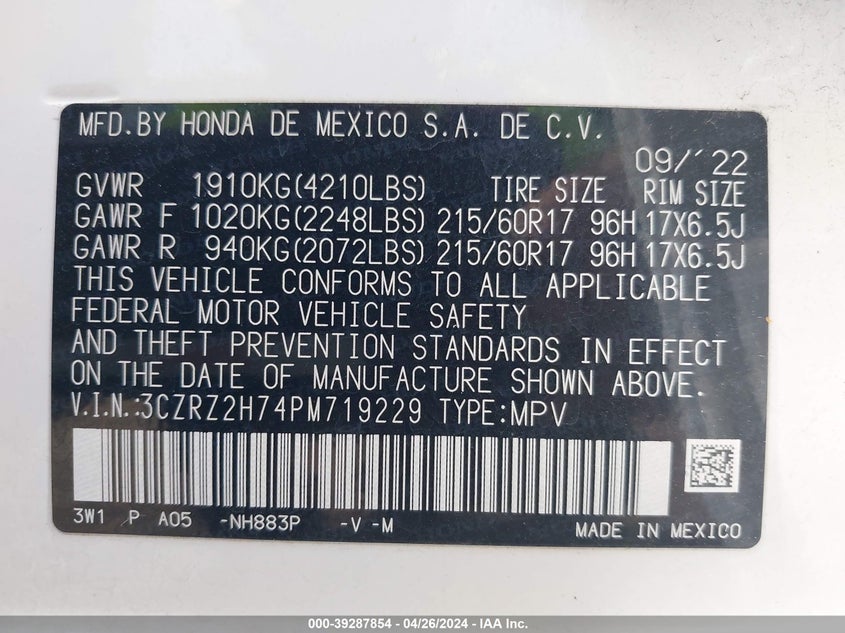 MFD.BY HONDA DE MEXICO S.A. DE C.V.
09/'22
GVWR 1910KG(4210LBS) TIRE SIZE RIM SIZE
GAWR F 1020KG(2248LBS) 215/60R17 96H 17X6.5J
GAWR R 940KG(2072LBS) 215/60R17 96H 17X6.5J
THIS VEHICLE CONFORMS TO ALL APPLICABLE
FEDERAL MOTOR VEHICLE SAFETY
AND THEFT PREVENTION STANDARDS IN EFFECT
ON THE DATE OF MANUFACTURE SHOWN ABOVE.
V.I.N.:3CZRZ2H74PM719229 TYPE:MPV
3W1 P A05 -NH883P -V -M MADE IN MEXICO
000-39287854 - 04/26/2024 - IAA Inc.